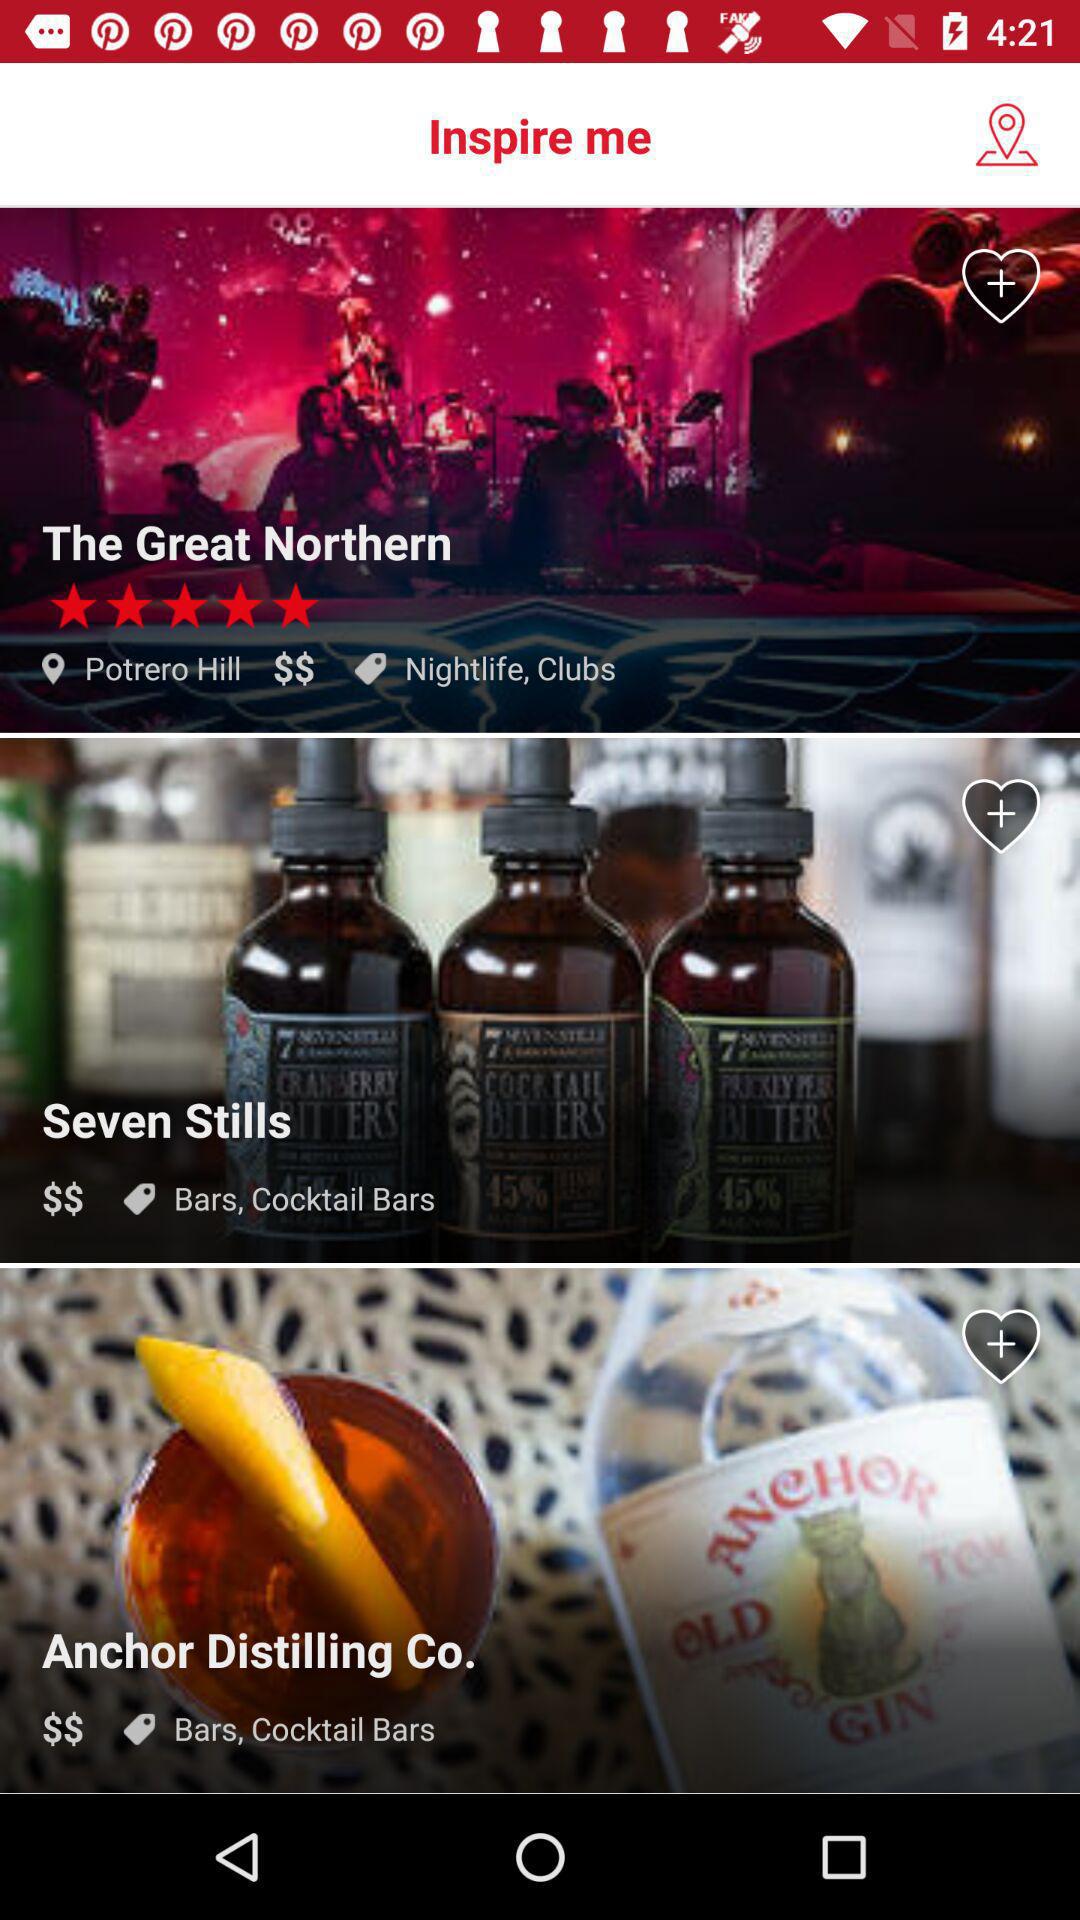 FAKE
4:21
Inspire me
The Great Northern
Potrero Hill $$ Nightlife, Clubs
7 SEVEN STILLS
7 SEVEN STILLS
7 SEVEN STILLS
CRANBERRY
COCKTAIL
PRICKLY PEAR
BITTERS
BITTERS
BITTERS
Seven Stills
45%
45%
45%
$$ Bars, Cocktail Bars
ANCHOR
OLD
TOM
GIN
Anchor Distilling Co.
$$ Bars, Cocktail Bars